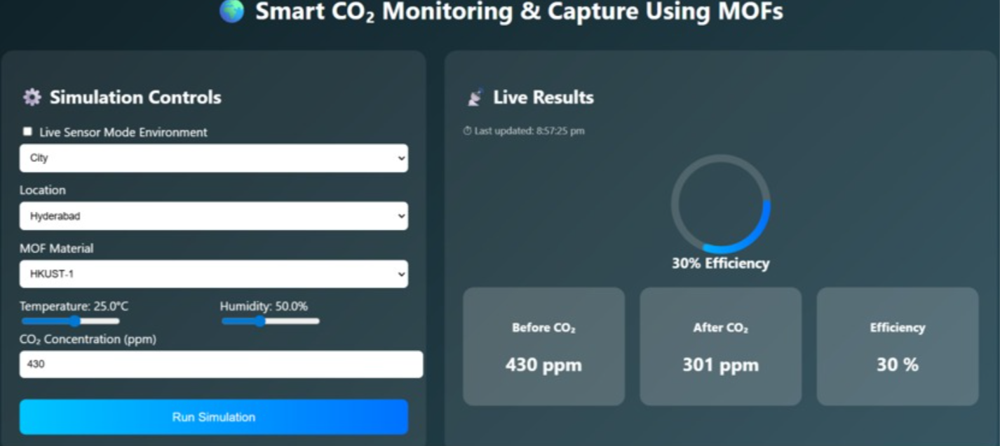 Smart CO₂ Monitoring & Capture Using MOFs
Simulation Controls
Live Sensor Mode Environment
City
Location
Hyderabad
MOF Material
HKUST-1
Temperature: 25.0°C
Humidity: 50.0%
CO₂ Concentration (ppm)
430
Run Simulation
Live Results
⏱ Last updated: 8:57:25 pm
30% Efficiency
Before CO₂
430 ppm
After CO₂
301 ppm
Efficiency
30 %